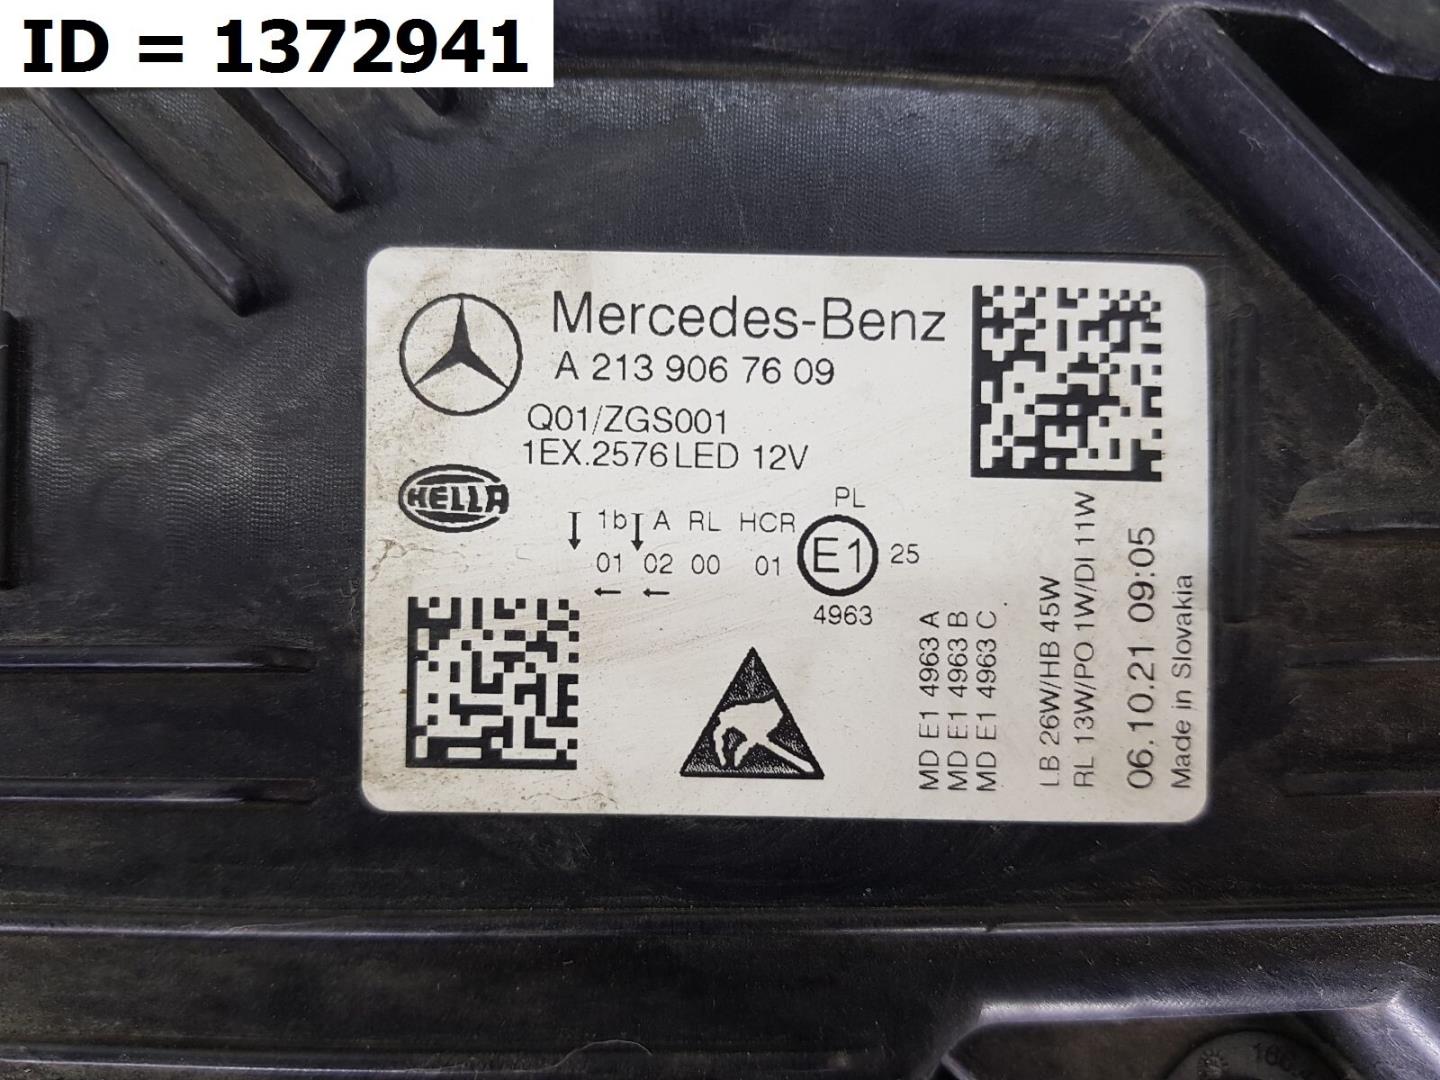 ID = 1372941
Mercedes-Benz
A 213 906 76 09
Q01/ZGS001
1EX.2576 LED 12V
HELLA
1b A RL HCR PL
01 02 00 01 E1 25
4963
MD E1 4963 A
MD E1 4963 B
MD E1 4963 C
LB 26W/HB 45W
RL 13W/PO 1W/DI 11W
06.10.21 09:05
Made in Slovakia